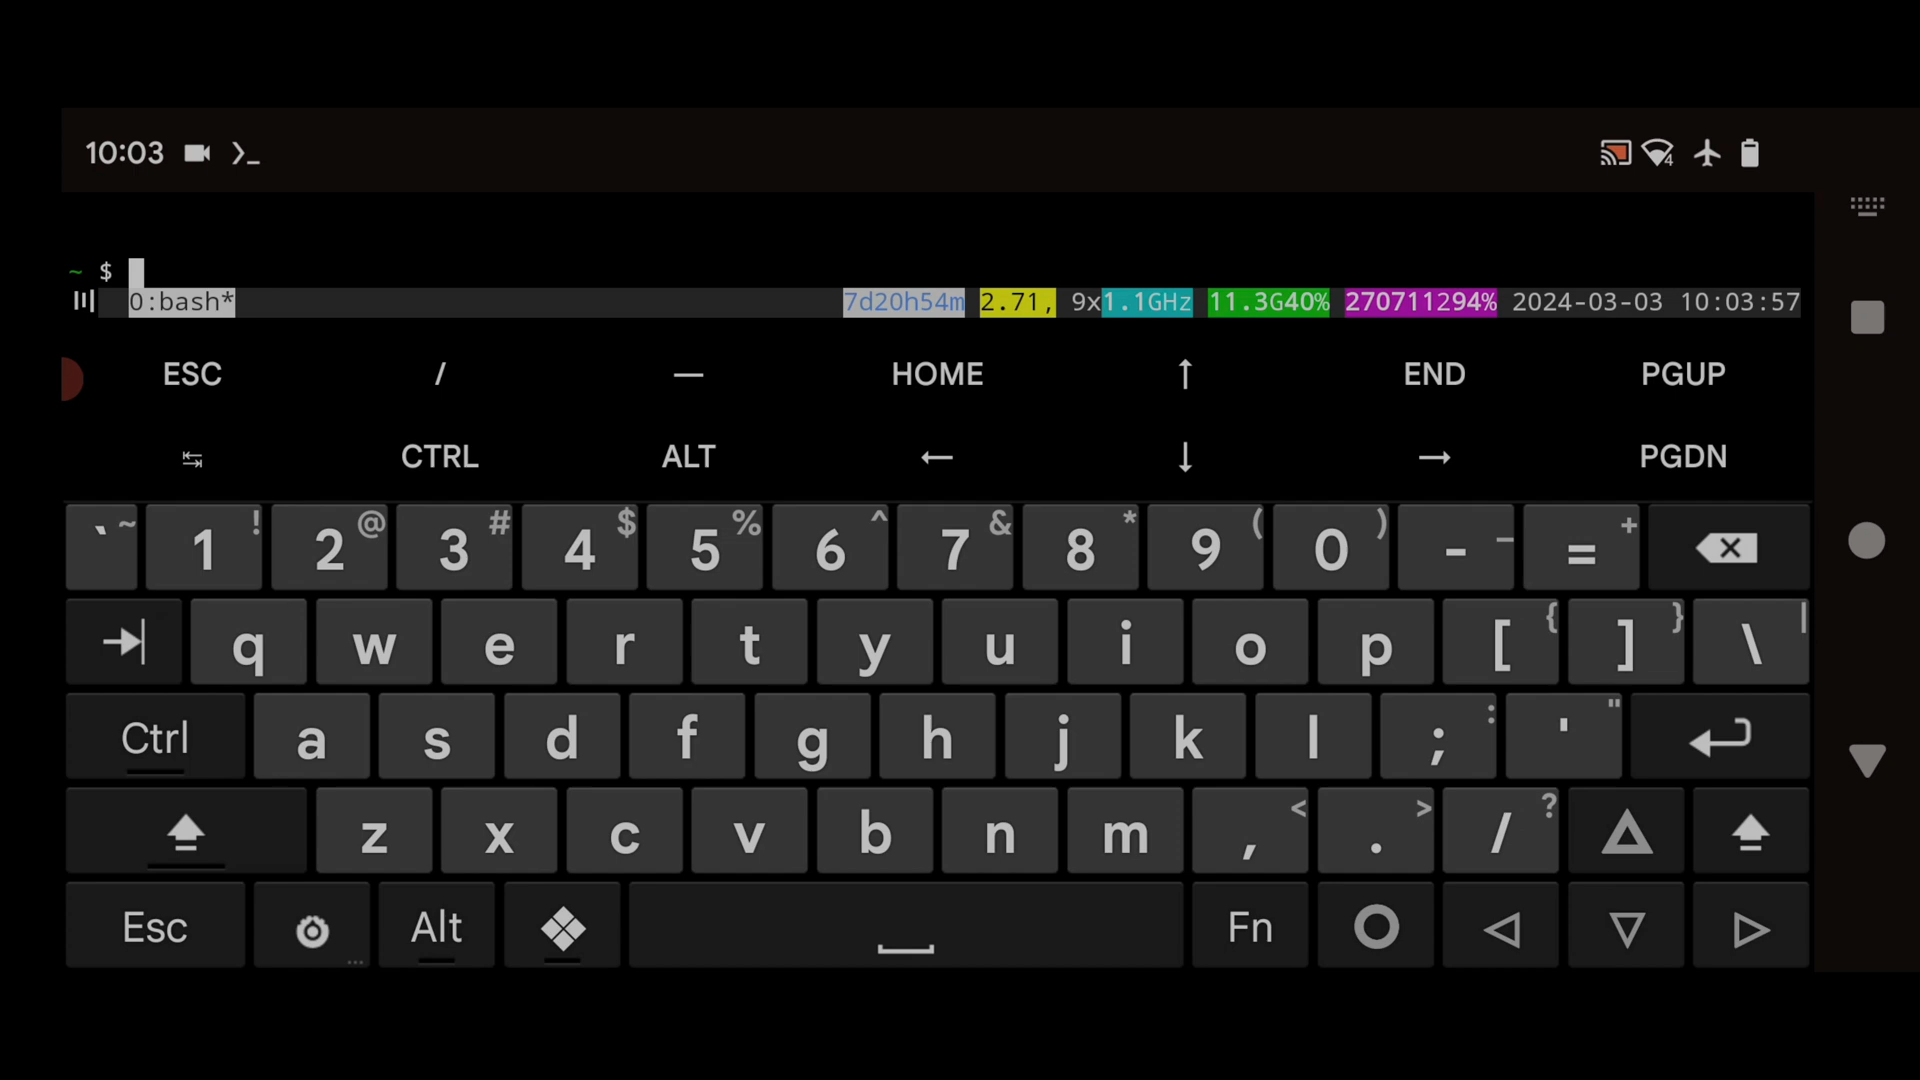 10:03
~ $
0:bash* 7d20h54m 2.71, 9x1.1GHz 11.3G40% 270711294% 2024-03-03 10:03:57
ESC / — HOME ↑ END PGUP
↹ CTRL ALT ← ↓ → PGDN
` ~ 1 ! 2 @ 3 # 4 $ 5 % 6 ^ 7 & 8 * 9 ( 0 ) - _ = +
q w e r t y u i o p [ { ] } \ |
Ctrl a s d f g h j k l ; : ' "
z x c v b n m , < . > / ?
Esc ... Alt Fn